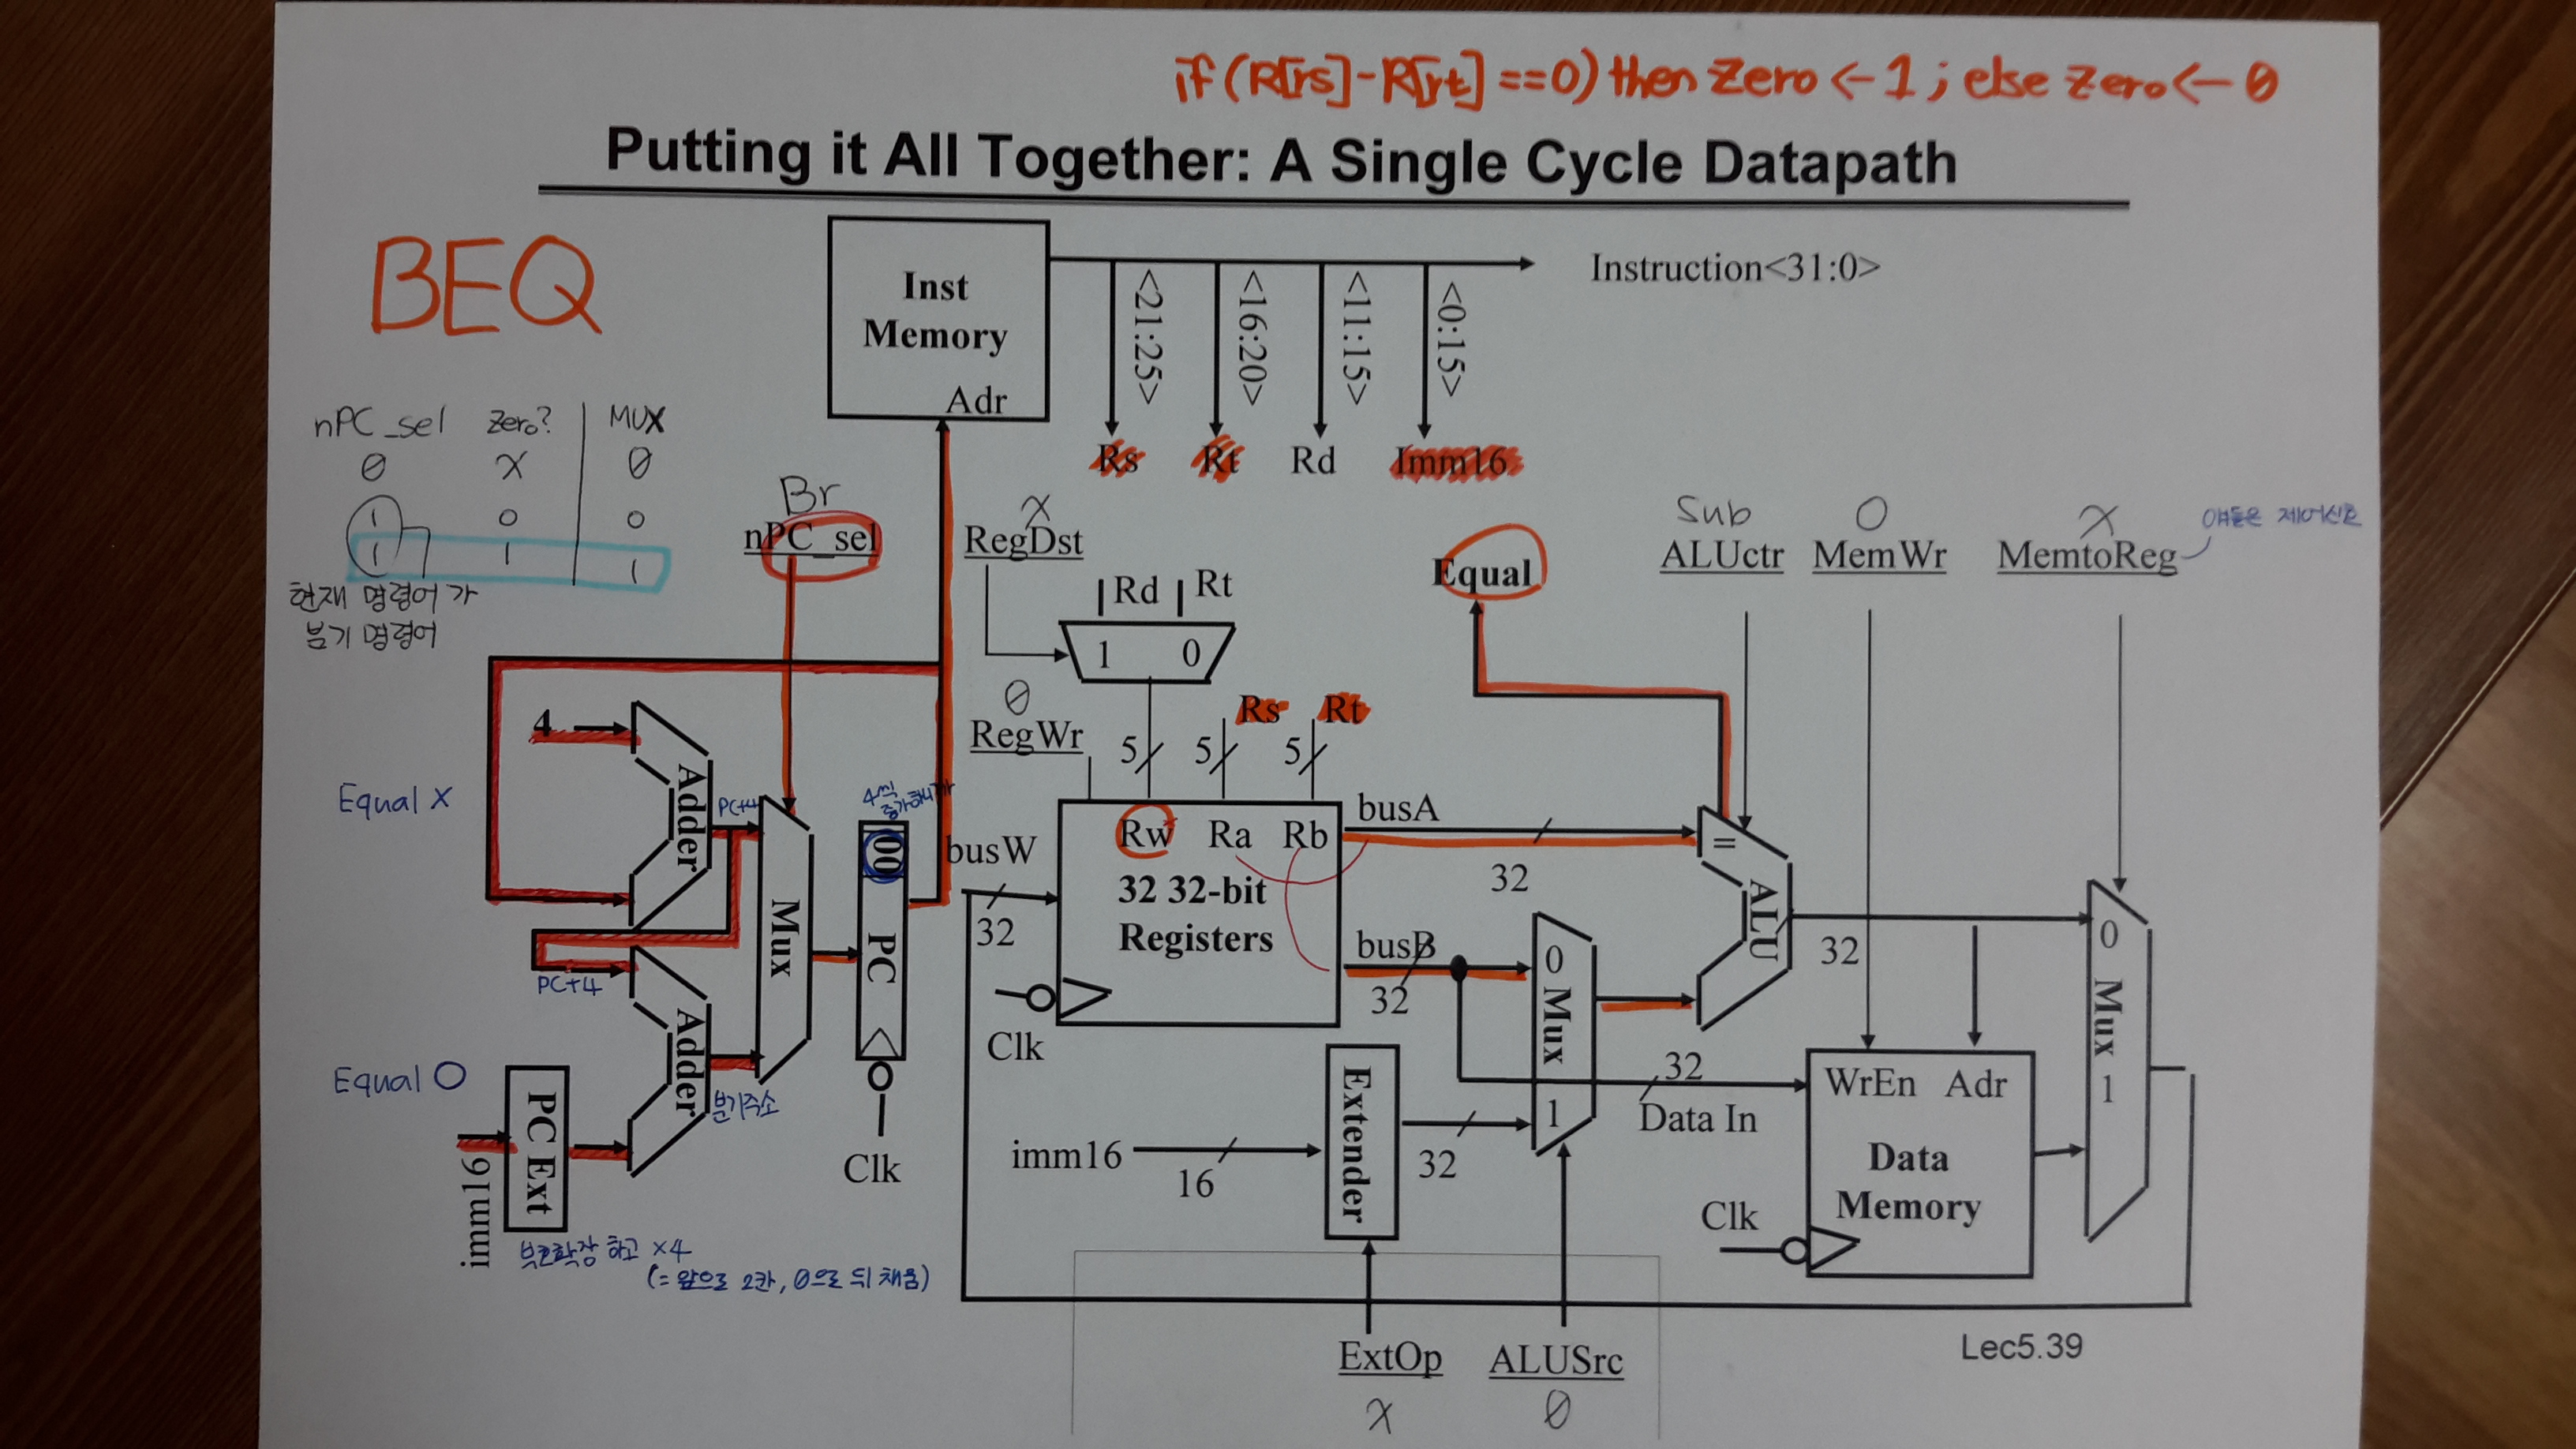 if (R[rs]-R[rt]==0) then Zero <- 1 ; else zero <- 0
Putting it All Together: A Single Cycle Datapath
BEQ
Inst
Memory
Adr
<21:25>
<16:20>
<11:15>
<0:15>
Instruction<31:0>
Rs
Rt
Rd
Imm16
nPC_sel zero? MUX
0 X 0
1 0 0
1 1 1
현재 명령어가
분기 명령어
Br
nPC_sel
X
RegDst
Rd
Rt
1
0
0
RegWr
5
5
5
Rs
Rt
Equal
Sub
ALUctr
0
MemWr
X
MemtoReg
얘들은 제어신호
4
Adder
PC+4
Equal X
PC+4
Adder
분기주소
Equal O
imm16
PC Ext
부호확장 하고 ×4
(= 앞으로 2칸, 0으로 뒤 채움)
Mux
4씩
증가하니까
00
PC
Clk
busW
32
Rw
Ra
Rb
32 32-bit
Registers
Clk
busA
32
busB
32
imm16
16
Extender
32
0
Mux
1
=
ALU
32
32
Data In
WrEn
Adr
Data
Memory
Clk
0
Mux
1
ExtOp
X
ALUSrc
0
Lec5.39